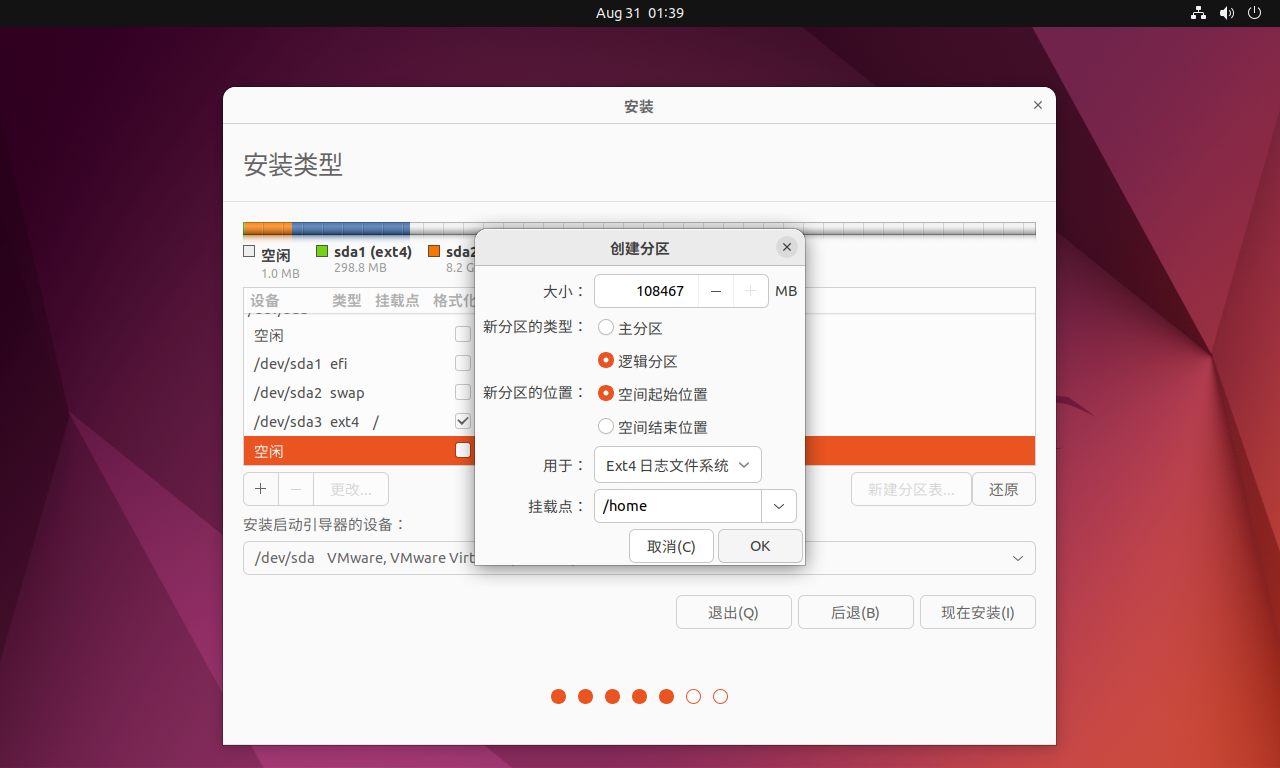 Aug 31 01:39
安装
安装类型
空闲
1.0 MB
sda1 (ext4)
298.8 MB
sda2
8.2 G
设备 类型 挂载点 格式化
空闲
/dev/sda1 efi
/dev/sda2 swap
/dev/sda3 ext4 /
空闲
更改...
新建分区表...
还原
安装启动引导器的设备：
/dev/sda VMware, VMware Virt
退出(Q)
后退(B)
现在安装(I)
创建分区
大小： 108467 MB
新分区的类型： 主分区
逻辑分区
新分区的位置： 空间起始位置
空间结束位置
用于： Ext4 日志文件系统
挂载点： /home
取消(C) OK